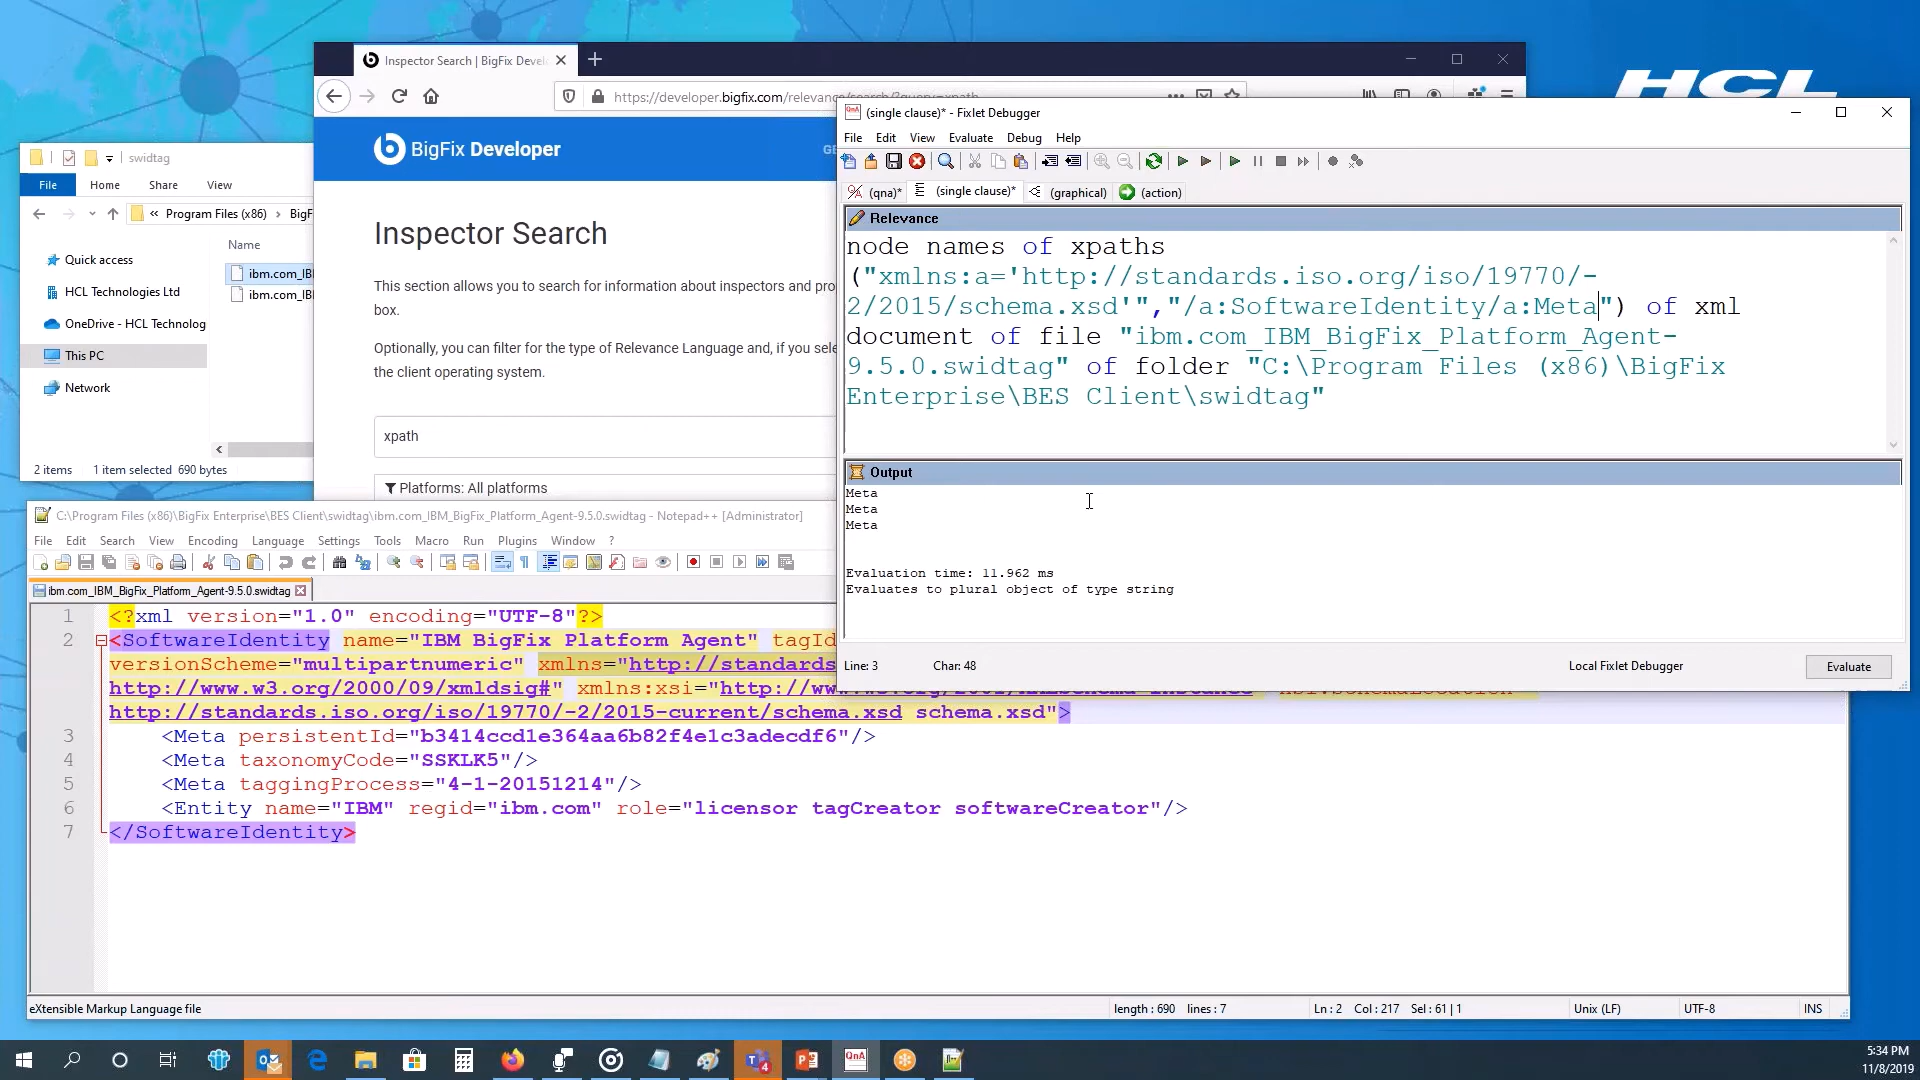 HCL
Inspector Search | BigFix Devel
https://developer.bigfix.com/relevance/search/?query=xpath
BigFix Developer
GE
Inspector Search
This section allows you to search for information about inspectors and pro
box.
Optionally, you can filter for the type of Relevance Language and, if you sele
the client operating system.
xpath
Platforms: All platforms
swidtag
File Home Share View
« Program Files (x86) > BigF
Name
Quick access
HCL Technologies Ltd
OneDrive - HCL Technolog
This PC
Network
ibm.com_IB
ibm.com_IB
2 items 1 item selected 690 bytes
QnA (single clause)* - Fixlet Debugger
File Edit View Evaluate Debug Help
(qna)* (single clause)* (graphical) (action)
Relevance
node names of xpaths
("xmlns:a='http://standards.iso.org/iso/19770/-
2/2015/schema.xsd'","/a:SoftwareIdentity/a:Meta") of xml
document of file "ibm.com_IBM_BigFix_Platform_Agent-
9.5.0.swidtag" of folder "C:\Program Files (x86)\BigFix
Enterprise\BES Client\swidtag"
Output
Meta
Meta
Meta
Evaluation time: 11.962 ms
Evaluates to plural object of type string
Line: 3 Char: 48 Local Fixlet Debugger Evaluate
C:\Program Files (x86)\BigFix Enterprise\BES Client\swidtag\ibm.com_IBM_BigFix_Platform_Agent-9.5.0.swidtag - Notepad++ [Administrator]
File Edit Search View Encoding Language Settings Tools Macro Run Plugins Window ?
ibm.com_IBM_BigFix_Platform_Agent-9.5.0.swidtag
1 <?xml version="1.0" encoding="UTF-8"?>
2 <SoftwareIdentity name="IBM BigFix Platform Agent" tagId
versionScheme="multipartnumeric" xmlns="http://standards
http://www.w3.org/2000/09/xmldsig#" xmlns:xsi="http://ww
http://standards.iso.org/iso/19770/-2/2015-current/schema.xsd schema.xsd">
3 <Meta persistentId="b3414ccd1e364aa6b82f4e1c3adecdf6"/>
4 <Meta taxonomyCode="SSKLK5"/>
5 <Meta taggingProcess="4-1-20151214"/>
6 <Entity name="IBM" regid="ibm.com" role="licensor tagCreator softwareCreator"/>
7 </SoftwareIdentity>
eXtensible Markup Language file length : 690 lines : 7 Ln : 2 Col : 217 Sel : 61 | 1 Unix (LF) UTF-8 INS
4
QnA
5:34 PM
11/8/2019